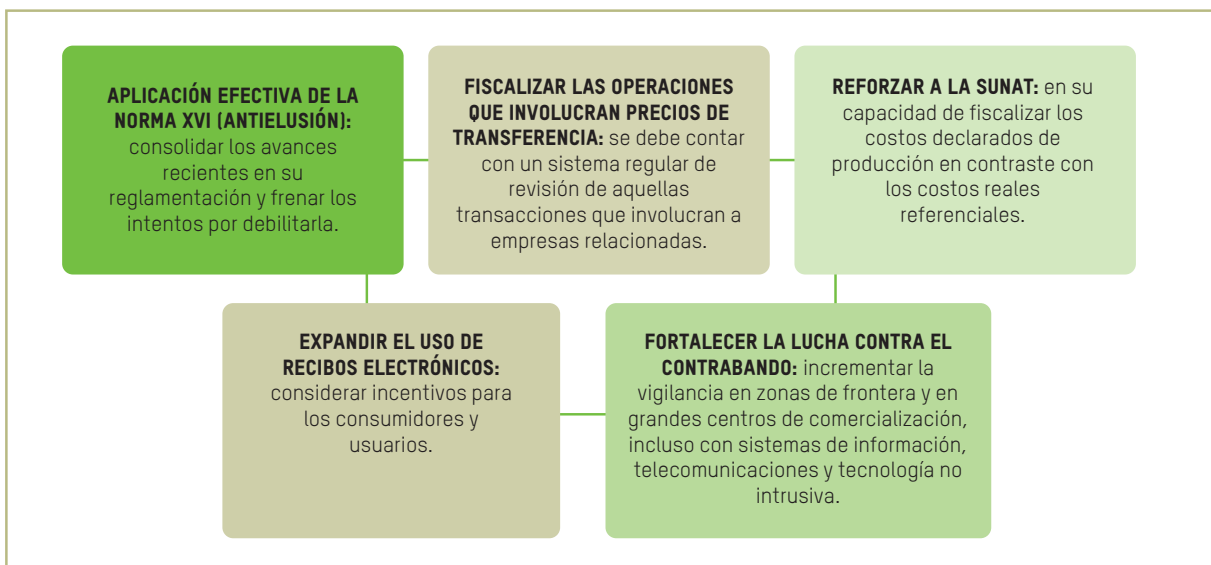 APLICACIÓN EFECTIVA DE LA
NORMA XVI (ANTIELUSIÓN):
consolidar los avances
recientes en su
reglamentación y frenar los
intentos por debilitarla.
FISCALIZAR LAS OPERACIONES
QUE INVOLUCRAN PRECIOS DE
TRANSFERENCIA: se debe contar
con un sistema regular de
revisión de aquellas
transacciones que involucran a
empresas relacionadas.
REFORZAR A LA SUNAT: en su
capacidad de fiscalizar los
costos declarados de
producción en contraste con
los costos reales
referenciales.
EXPANDIR EL USO DE
RECIBOS ELECTRÓNICOS:
considerar incentivos para
los consumidores y
usuarios.
FORTALECER LA LUCHA CONTRA EL
CONTRABANDO: incrementar la
vigilancia en zonas de frontera y en
grandes centros de comercialización,
incluso con sistemas de información,
telecomunicaciones y tecnología no
intrusiva.